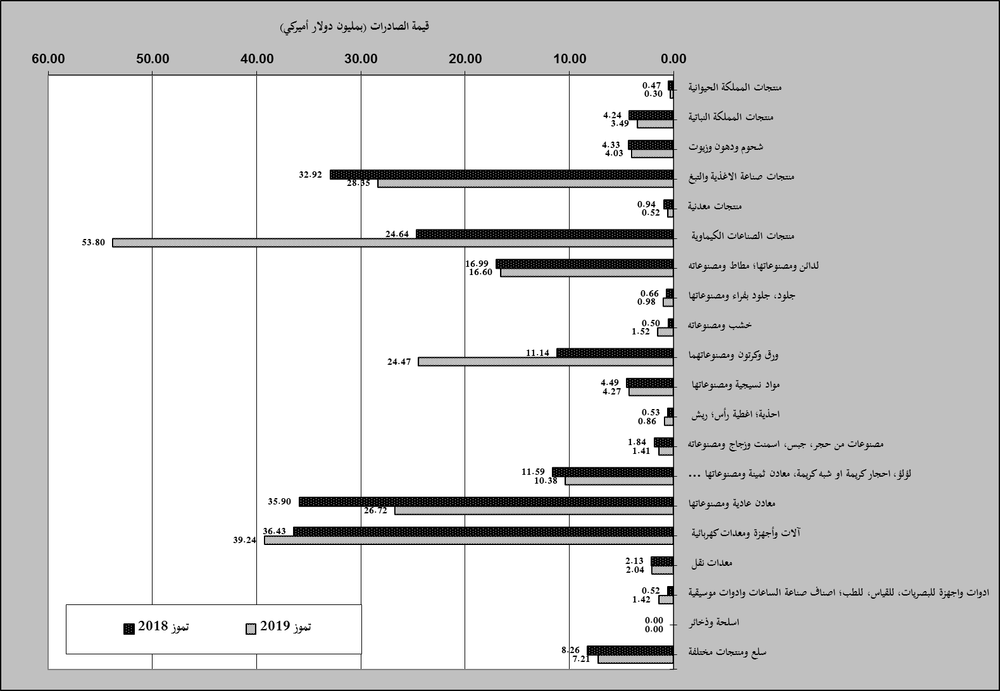 قيمة الصادرات (بمليون دولار أميركي)
60.00 50.00 40.00 30.00 20.00 10.00 0.00
منتجات المملكة الحيوانية
0.47
0.30
منتجات المملكة النباتية
4.24
3.49
شحوم ودهون وزيوت
4.33
4.03
منتجات صناعة الاغذية والتبغ
32.92
28.35
منتجات معدنية
0.94
0.52
منتجات الصناعات الكيماوية
24.64
53.80
لدائن ومصنوعاتها؛ مطاط ومصنوعاته
16.99
16.60
جلود، جلود بفراء ومصنوعاتها
0.66
0.98
خشب ومصنوعاته
0.50
1.52
ورق وكرتون ومصنوعاتهما
11.14
24.47
مواد نسيجية ومصنوعاتها
4.49
4.27
احذية؛ اغطية رأس؛ ريش
0.53
0.86
مصنوعات من حجر، جبس، اسمنت وزجاج ومصنوعاته
1.84
1.41
لؤلؤ، احجار كريمة او شبه كريمة، معادن ثمينة ومصنوعاتها ...
11.59
10.38
معادن عادية ومصنوعاتها
35.90
26.72
آلات وأجهزة ومعدات كهربائية
36.43
39.24
معدات نقل
2.13
2.04
ادوات واجهزة للبصريات، للقياس، للطب؛ اصناف صناعة الساعات وادوات موسيقية
0.52
1.42
اسلحة وذخائر
0.00
0.00
سلع ومنتجات مختلفة
8.26
7.21
تموز 2019
تموز 2018